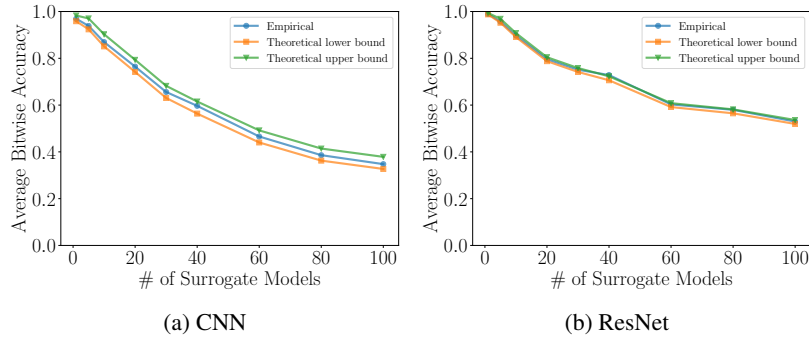 1.0
0.8
0.6
0.4
0.2
0.0
Average Bitwise Accuracy
Empirical
Theoretical lower bound
Theoretical upper bound
0 20 40 60 80 100
# of Surrogate Models
(a) CNN
1.0
0.8
0.6
0.4
0.2
0.0
Average Bitwise Accuracy
Empirical
Theoretical lower bound
Theoretical upper bound
0 20 40 60 80 100
# of Surrogate Models
(b) ResNet